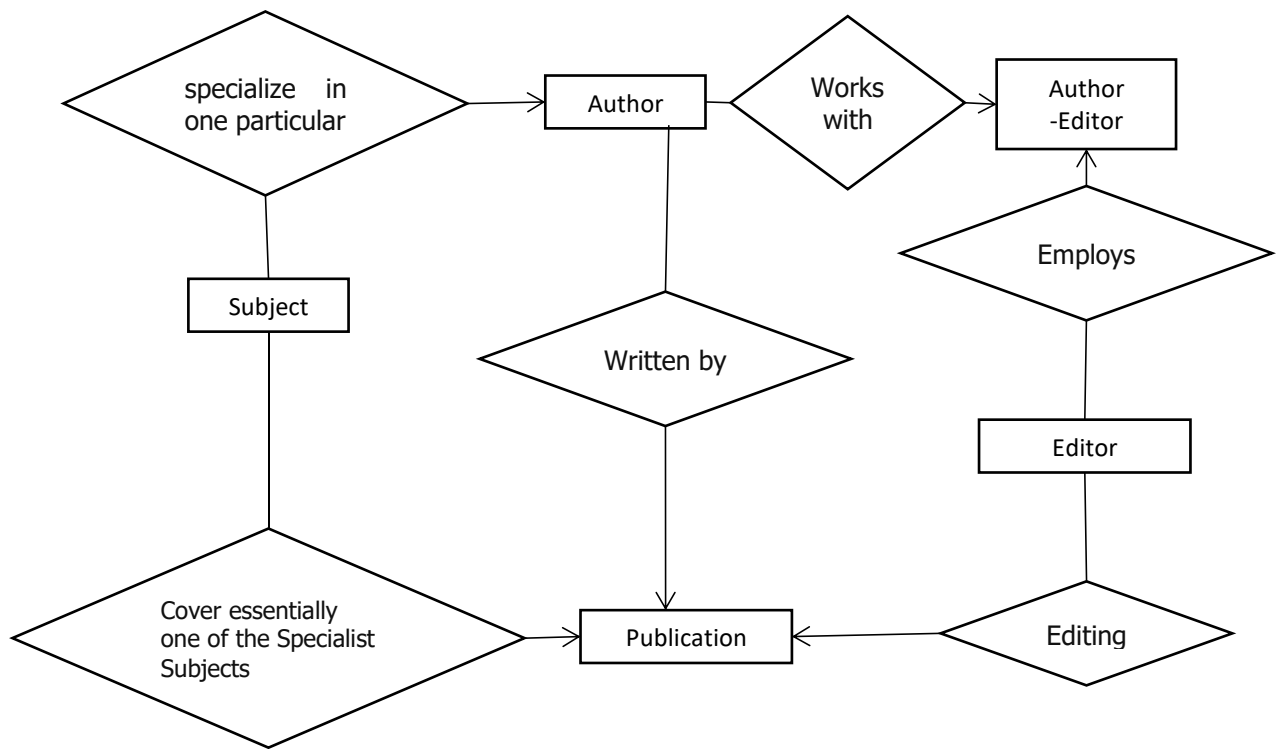 specialize in
one particular
Author
Works
with
Author
-Editor
Employs
Subject
Written by
Editor
Cover essentially
one of the Specialist
Subjects
Publication
Editing